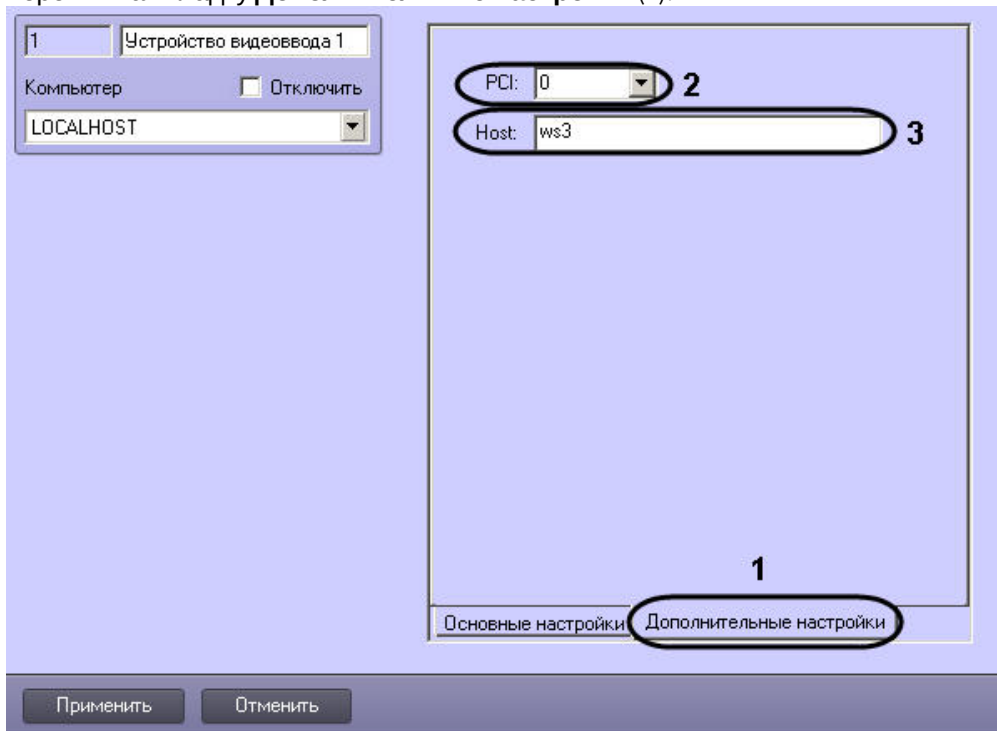 1 Устройство видеоввода 1
Компьютер Отключить
LOCALHOST
PCI: 0 2
Host: ws3 3
1
Основные настройки Дополнительные настройки
Применить Отменить